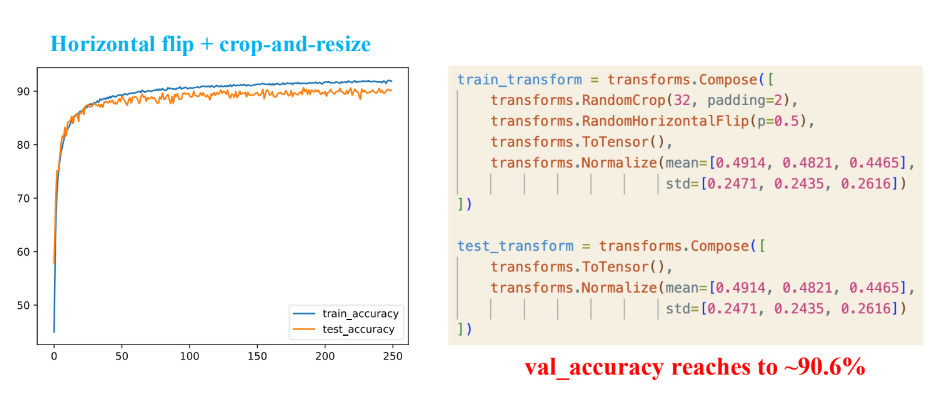 Horizontal flip + crop-and-resize
90
80
70
60
50
0
50
100
150
200
250
train_accuracy
test_accuracy
train_transform = transforms.Compose([
transforms.RandomCrop(32, padding=2),
transforms.RandomHorizontalFlip(p=0.5),
transforms.ToTensor(),
transforms.Normalize(mean=[0.4914, 0.4821, 0.4465],
std=[0.2471, 0.2435, 0.2616])
])
test_transform = transforms.Compose([
transforms.ToTensor(),
transforms.Normalize(mean=[0.4914, 0.4821, 0.4465],
std=[0.2471, 0.2435, 0.2616])
])
val_accuracy reaches to ~90.6%